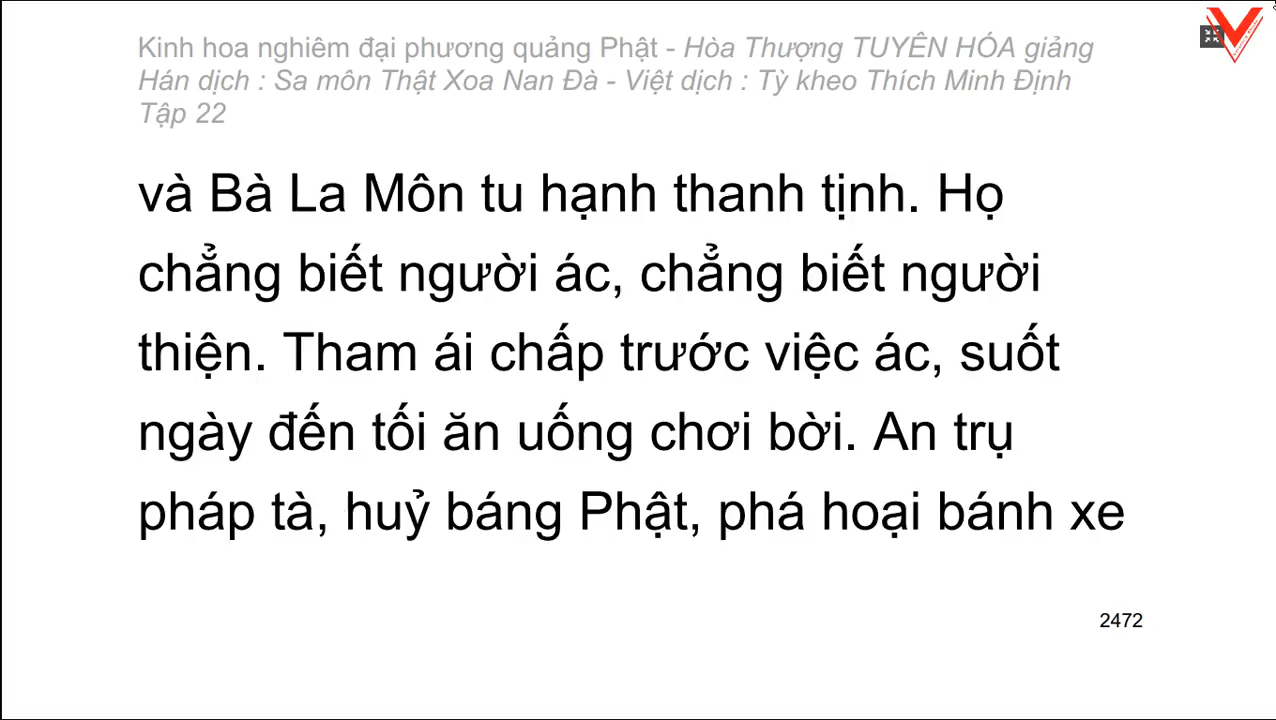 Kinh hoa nghiêm đại phương quảng Phật - Hòa Thượng TUYÊN HÓA giảng
Hán dịch : Sa môn Thật Xoa Nan Đà - Việt dịch : Tỳ kheo Thích Minh Định
Tập 22
và Bà La Môn tu hạnh thanh tịnh. Họ
chẳng biết người ác, chẳng biết người
thiện. Tham ái chấp trước việc ác, suốt
ngày đến tối ăn uống chơi bời. An trụ
pháp tà, huỷ báng Phật, phá hoại bánh xe
2472